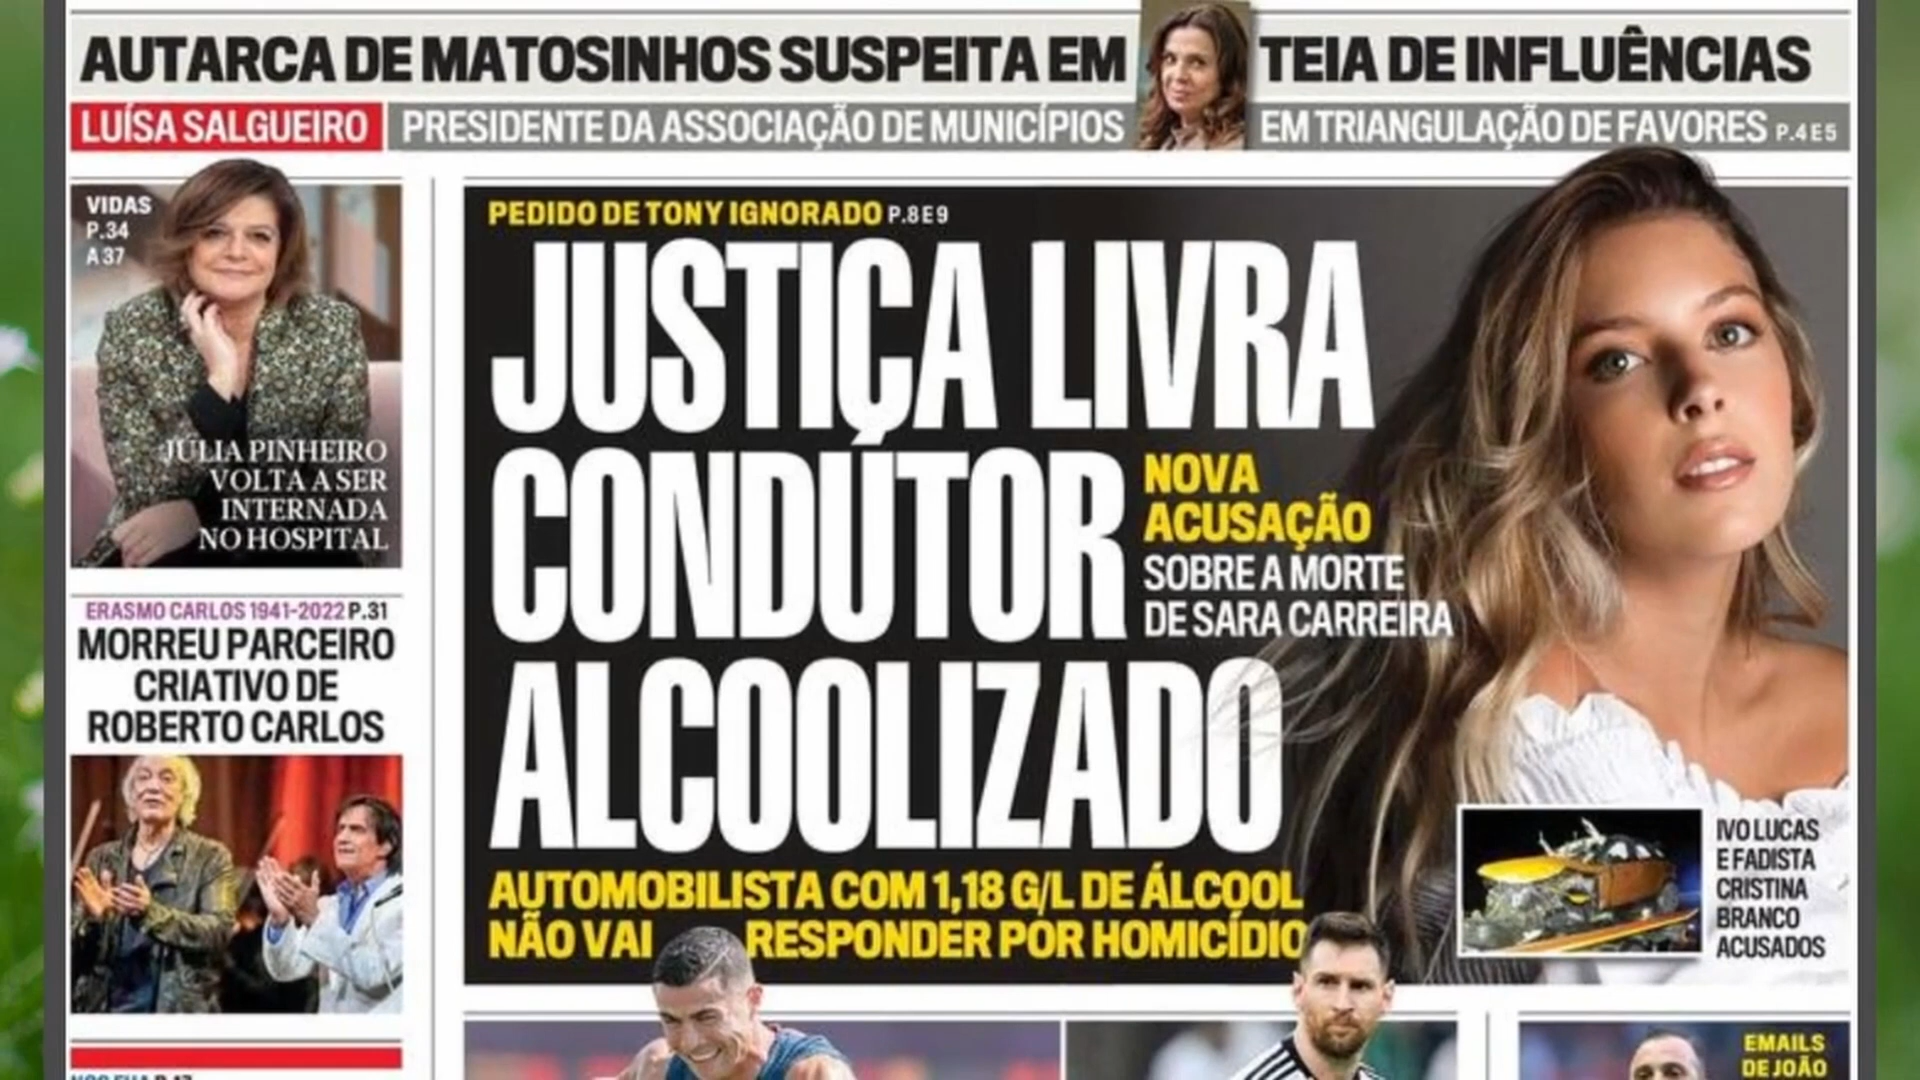 AUTARCA DE MATOSINHOS SUSPEITA EM TEIA DE INFLUÊNCIAS
LUÍSA SALGUEIRO PRESIDENTE DA ASSOCIAÇÃO DE MUNICÍPIOS EM TRIANGULAÇÃO DE FAVORES P.4 E 5
VIDAS
P.34
A 37
JÚLIA PINHEIRO
VOLTA A SER
INTERNADA
NO HOSPITAL
ERASMO CARLOS 1941-2022 P.31
MORREU PARCEIRO
CRIATIVO DE
ROBERTO CARLOS
PEDIDO DE TONY IGNORADO P.8 E 9
JUSTIÇA LIVRA
CONDUTOR
ALCOOLIZADO
NOVA
ACUSAÇÃO
SOBRE A MORTE
DE SARA CARREIRA
AUTOMOBILISTA COM 1,18 G/L DE ÁLCOOL
NÃO VAI RESPONDER POR HOMICÍDIO
IVO LUCAS
E FADISTA
CRISTINA
BRANCO
ACUSADOS
EMAILS
DE JOÃO